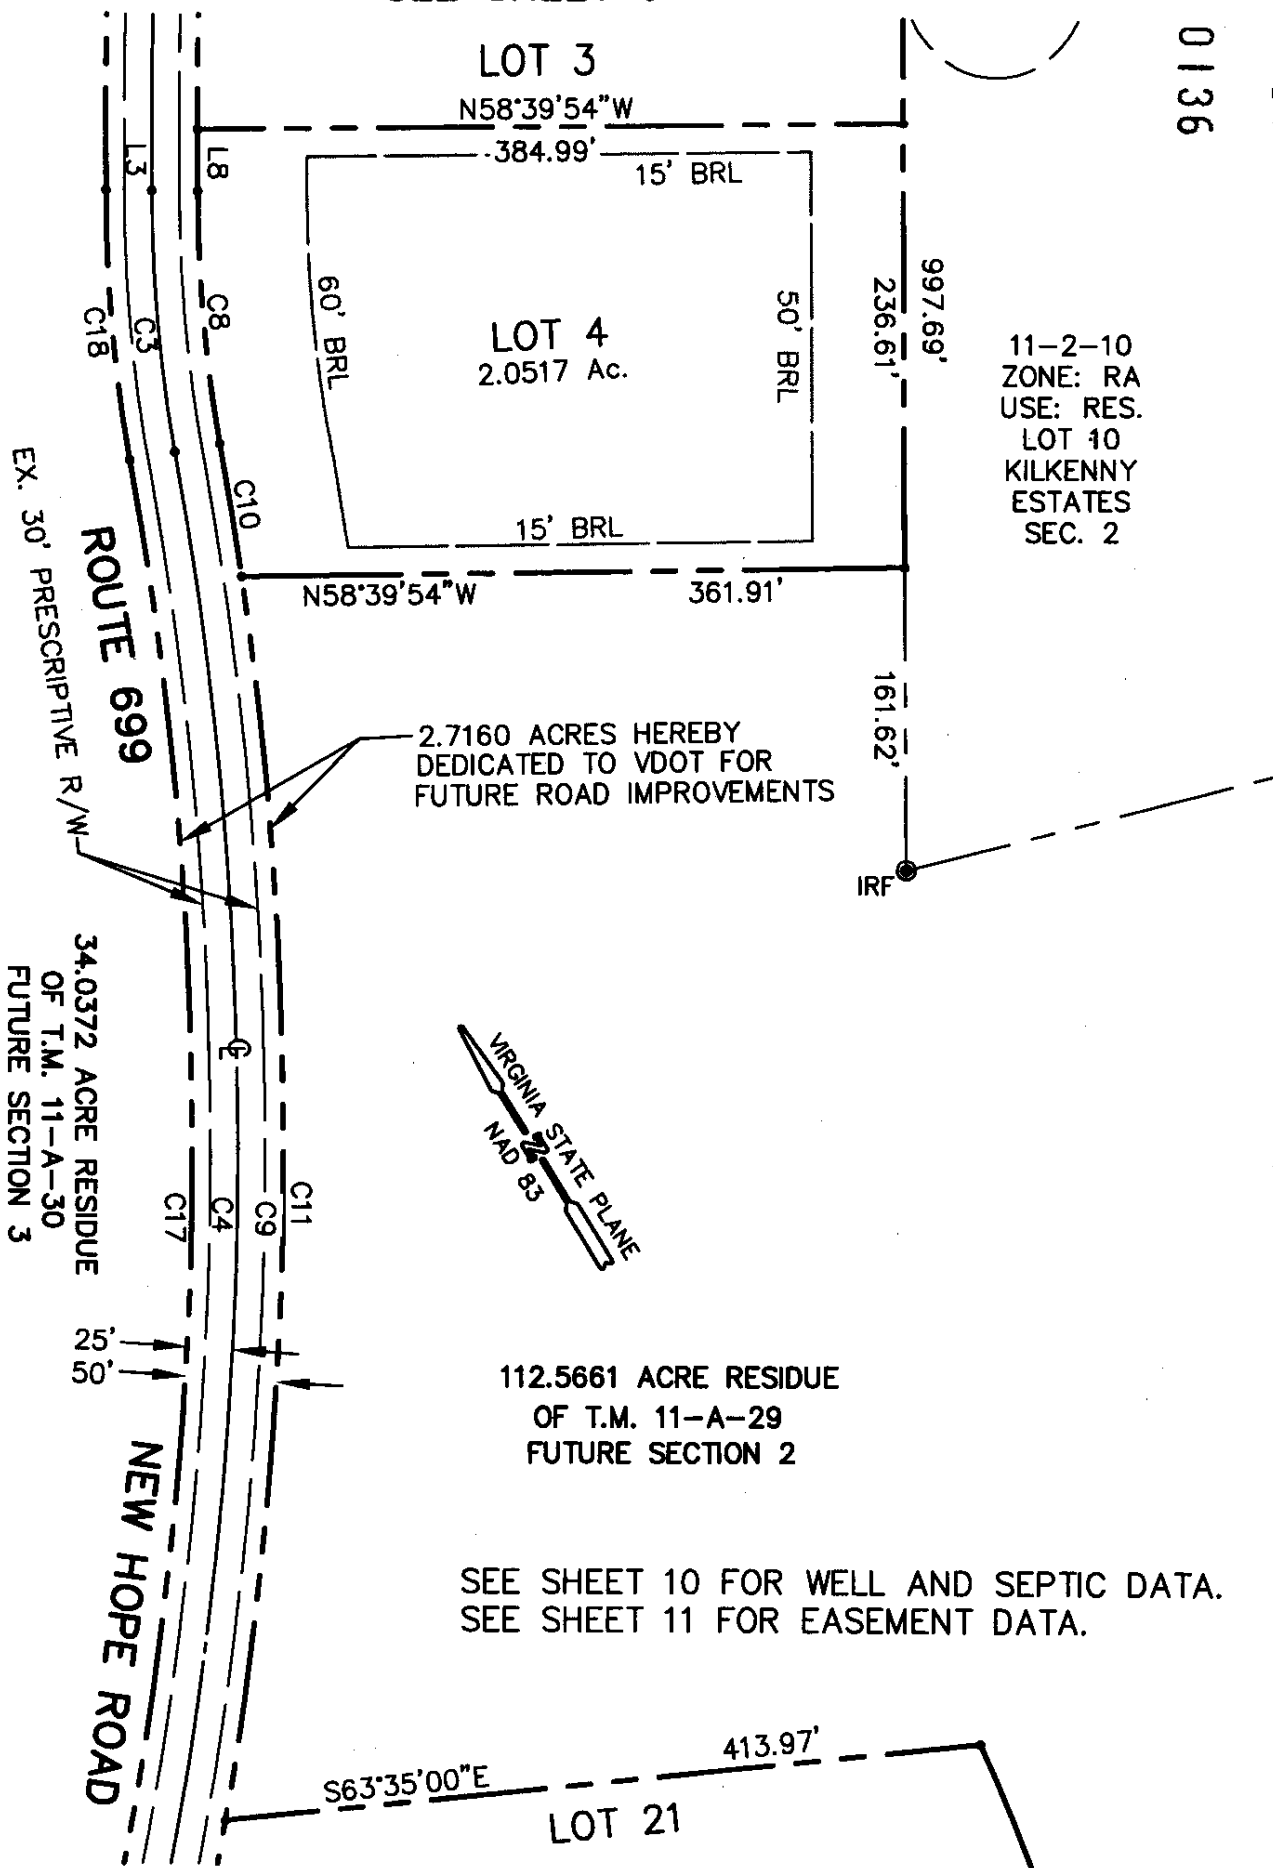 LOT 3
0136
N58°39'54"W
384.99'
15' BRL
L3
L8
997.69'
236.61'
60' BRL
50' BRL
C18
C3
C8
LOT 4
2.0517 Ac.
11-2-10
ZONE: RA
USE: RES.
LOT 10
KILKENNY
ESTATES
SEC. 2
C10
15' BRL
N58°39'54"W
361.91'
EX. 30' PRESCRIPTIVE R/W
ROUTE 699
161.62'
2.7160 ACRES HEREBY
DEDICATED TO VDOT FOR
FUTURE ROAD IMPROVEMENTS
IRF
34.0372 ACRE RESIDUE
OF T.M. 11-A-30
FUTURE SECTION 3
CL
VIRGINIA STATE PLANE
N
NAD 83
C17
C4
C9
C11
25'
50'
112.5661 ACRE RESIDUE
OF T.M. 11-A-29
FUTURE SECTION 2
NEW HOPE ROAD
SEE SHEET 10 FOR WELL AND SEPTIC DATA.
SEE SHEET 11 FOR EASEMENT DATA.
S63°35'00"E
413.97'
LOT 21